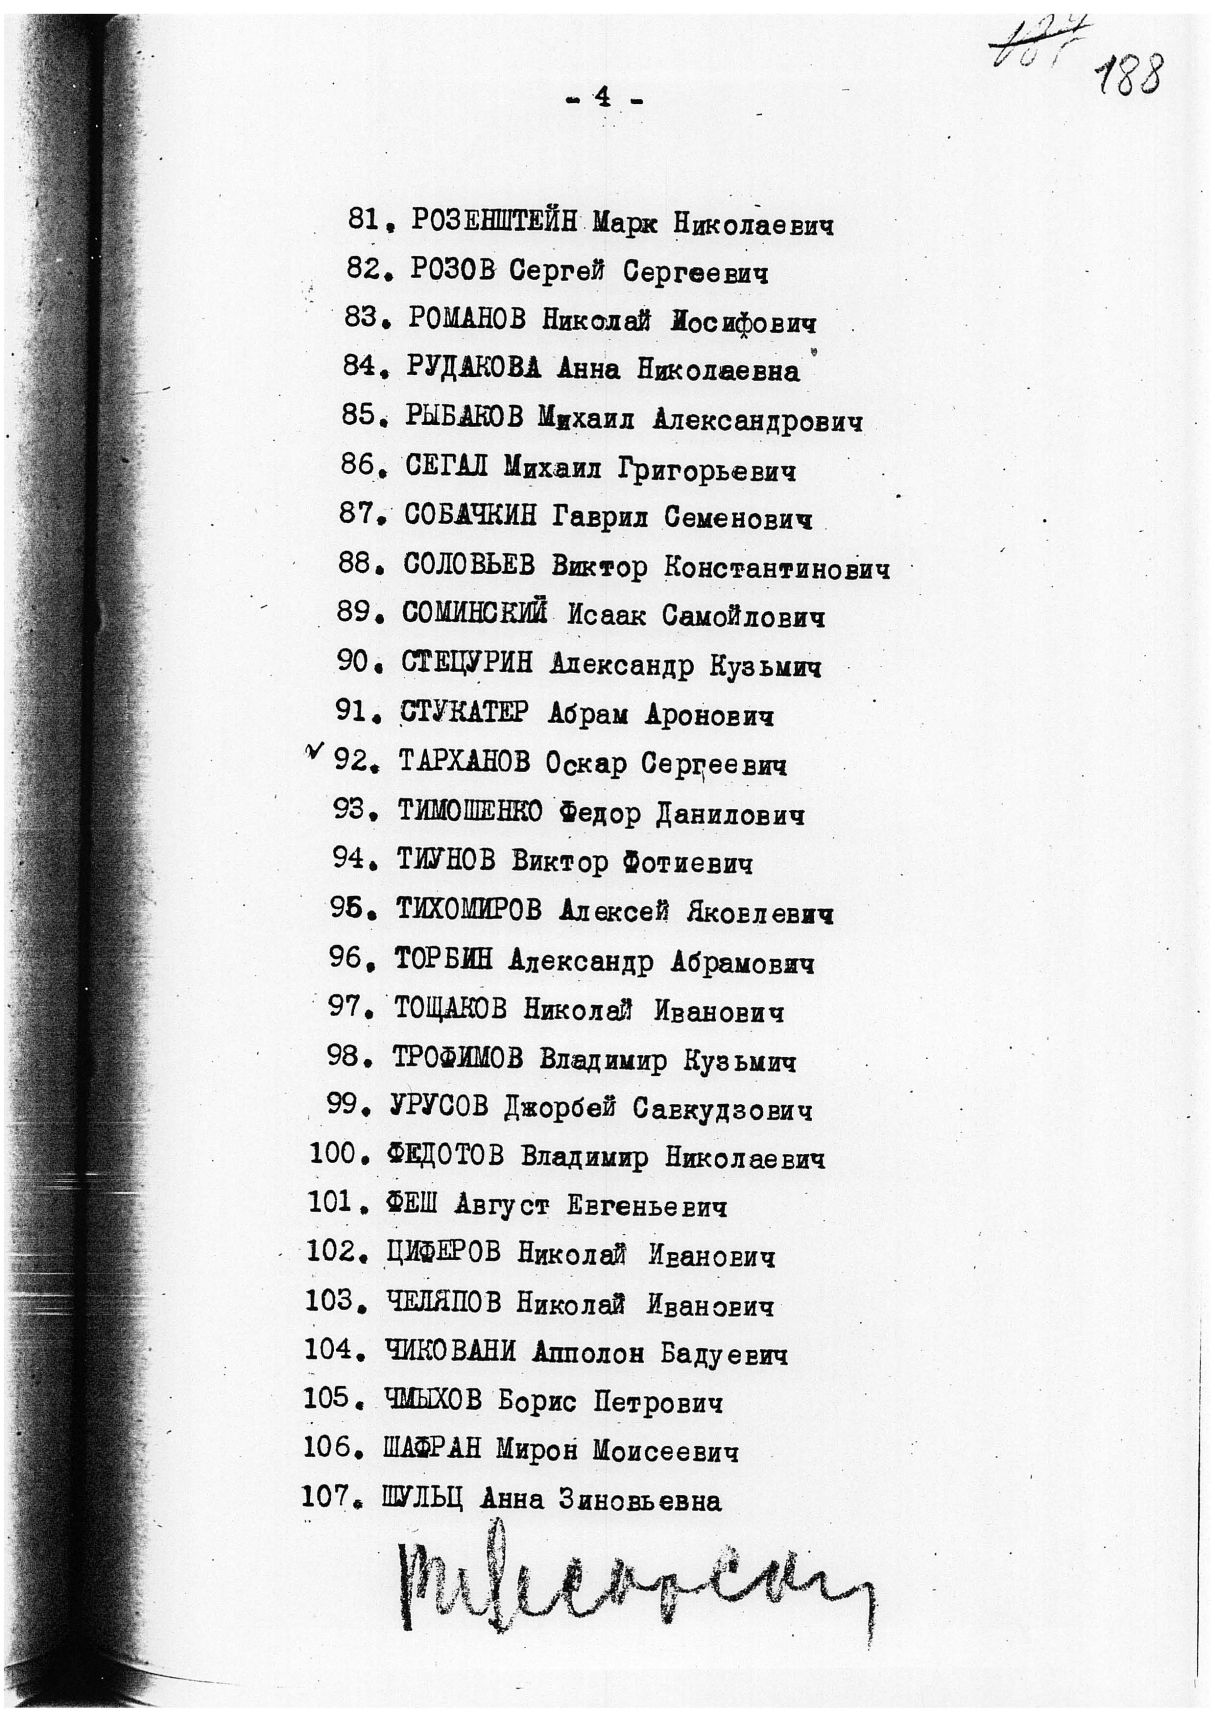 188
- 4 -
81. РОЗЕНШТЕЙН Марк Николаевич
82. РОЗОВ Сергей Сергеевич
83. РОМАНОВ Николай Иосифович
84. РУДАКОВА Анна Николаевна
85. РЫБАКОВ Михаил Александрович
86. СЕГАЛ Михаил Григорьевич
87. СОБАЧКИН Гаврил Семенович
88. СОЛОВЬЕВ Виктор Константинович
89. СОМИНСКИЙ Исаак Самойлович
90. СТЕЦУРИН Александр Кузьмич
91. СТУКАТЕР Абрам Аронович
92. ТАРХАНОВ Оскар Сергеевич
93. ТИМОШЕНКО Федор Данилович
94. ТИУНОВ Виктор Фотиевич
95. ТИХОМИРОВ Алексей Яковлевич
96. ТОРБИН Александр Абрамович
97. ТОЩАКОВ Николай Иванович
98. ТРОФИМОВ Владимир Кузьмич
99. УРУСОВ Джорбей Савкудзович
100. ФЕДОТОВ Владимир Николаевич
101. ФЕШ Август Евгеньевич
102. ЦИФЕРОВ Николай Иванович
103. ЧЕЛЯПОВ Николай Иванович
104. ЧИКОВАНИ Апполон Бадуевич
105. ЧМЫХОВ Борис Петрович
106. ШАФРАН Мирон Моисеевич
107. ШУЛЬЦ Анна Зиновьевна